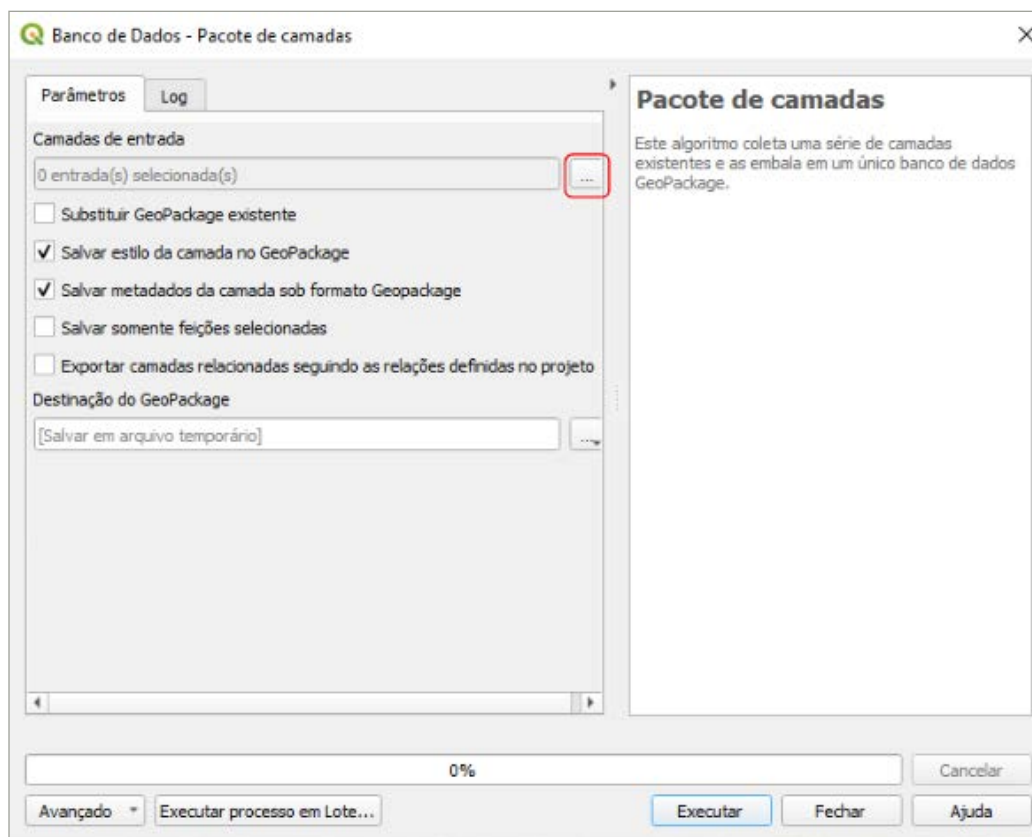 Banco de Dados - Pacote de camadas
Parâmetros
Log
Camadas de entrada
0 entrada(s) selecionada(s)
...
Substituir GeoPackage existente
Salvar estilo da camada no GeoPackage
Salvar metadados da camada sob formato Geopackage
Salvar somente feições selecionadas
Exportar camadas relacionadas seguindo as relações definidas no projeto
Destinação do GeoPackage
[Salvar em arquivo temporário]
...
Pacote de camadas
Este algoritmo coleta uma série de camadas
existentes e as embala em um único banco de dados
GeoPackage.
0%
Cancelar
Avançado
Executar processo em Lote...
Executar
Fechar
Ajuda